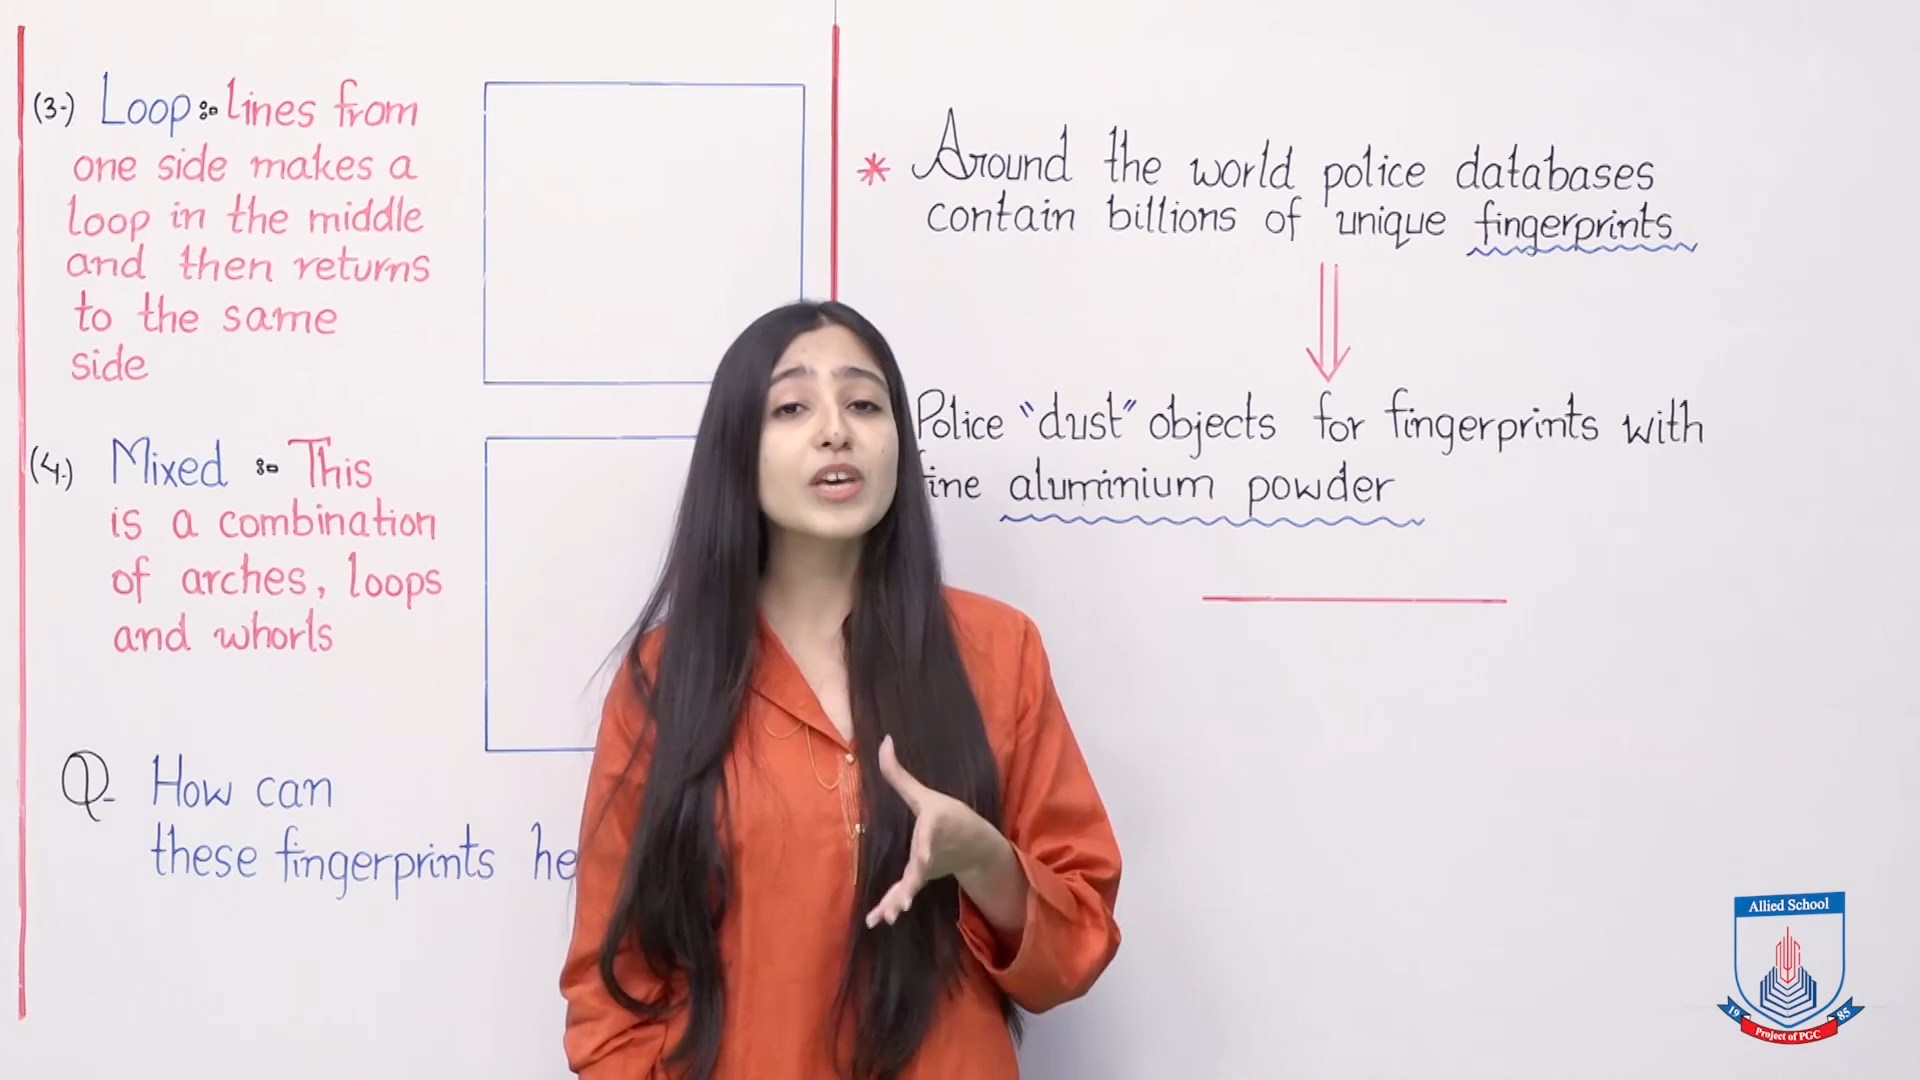 (3-) Loop :- lines from
one side makes a
loop in the middle
and then returns
to the same
side
(4-) Mixed :- This
is a combination
of arches, loops
and whorls
Q- How can
these fingerprints he
* Around the world police databases
contain billions of unique fingerprints
Police "dust" objects for fingerprints with
fine aluminium powder
Allied School
19 85
Project of PGC